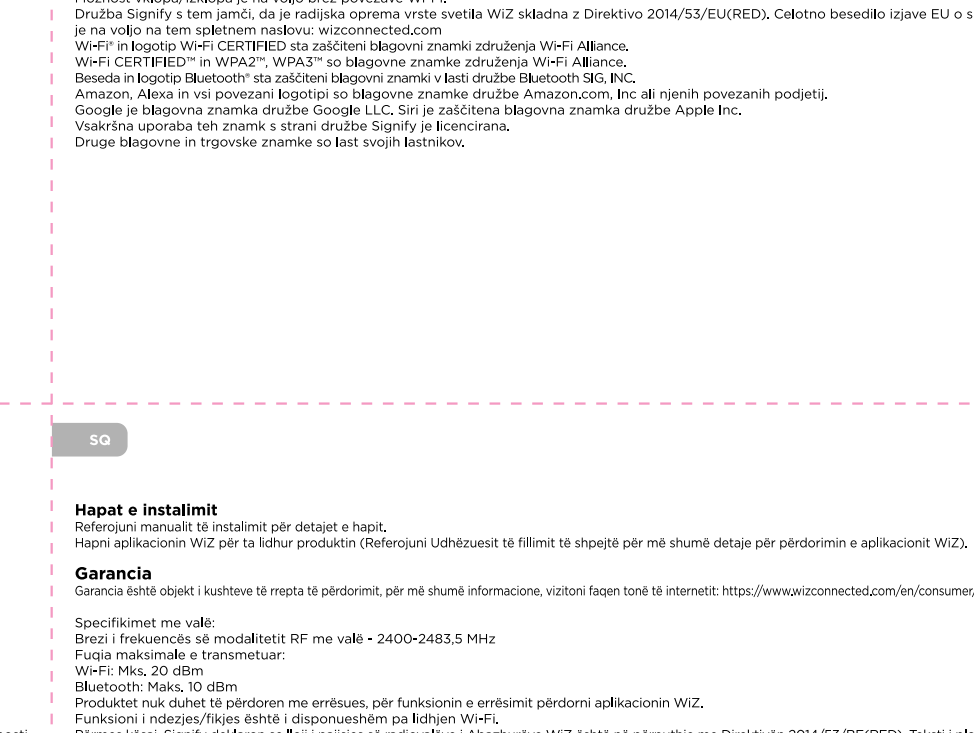 Družba Signify s tem jamči, da je radijska oprema vrste svetila WiZ skladna z Direktivo 2014/53/EU(RED). Celotno besedilo izjave EU o s
je na voljo na tem spletnem naslovu: wizconnected.com
Wi-Fi® in logotip Wi-Fi CERTIFIED sta zaščiteni blagovni znamki združenja Wi-Fi Alliance.
Wi-Fi CERTIFIED™ in WPA2™, WPA3™ so blagovne znamke združenja Wi-Fi Alliance.
Beseda in logotip Bluetooth® sta zaščiteni blagovni znamki v lasti družbe Bluetooth SIG, INC.
Amazon, Alexa in vsi povezani logotipi so blagovne znamke družbe Amazon.com, Inc ali njenih povezanih podjetij.
Google je blagovna znamka družbe Google LLC. Siri je zaščitena blagovna znamka družbe Apple Inc.
Vsakršna uporaba teh znamk s strani družbe Signify je licencirana.
Druge blagovne in trgovske znamke so last svojih lastnikov.
SQ
Hapat e instalimit
Referojuni manualit të instalimit për detajet e hapit.
Hapni aplikacionin WiZ për ta lidhur produktin (Referojuni Udhëzuesit të fillimit të shpejtë për më shumë detaje për përdorimin e aplikacionit WiZ).
Garancia
Garancia është objekt i kushteve të rrepta të përdorimit, për më shumë informacione, vizitoni faqen tonë të internetit: https://www.wizconnected.com/en/consumer/
Specifikimet me valë:
Brezi i frekuencës së modalitetit RF me valë - 2400-2483,5 MHz
Fuqia maksimale e transmetuar:
Wi-Fi: Mks. 20 dBm
Bluetooth: Maks. 10 dBm
Produktet nuk duhet të përdoren me errësues, për funksionin e errësimit përdorni aplikacionin WiZ.
Funksioni i ndezjes/fikjes është i disponueshëm pa lidhjen Wi-Fi.